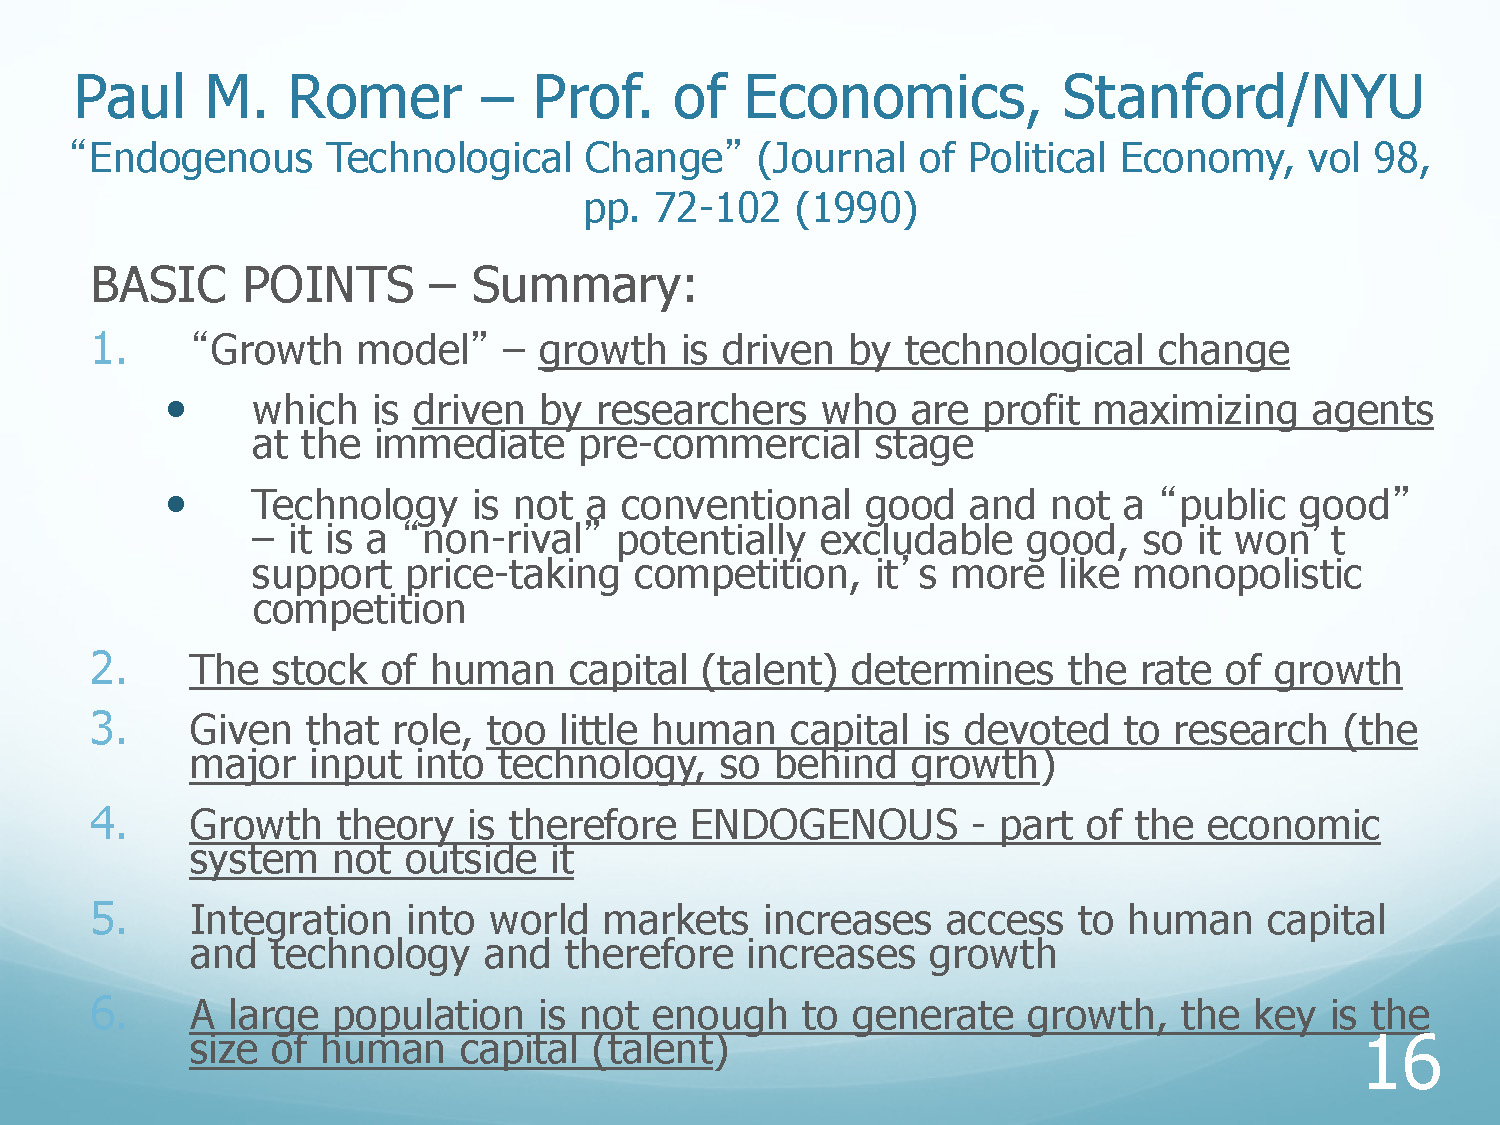 Paul M. Romer – Prof. of Economics, Stanford/NYU
“Endogenous Technological Change” (Journal of Political Economy, vol 98,
pp. 72-102 (1990)
BASIC POINTS – Summary:
1. “Growth model” – growth is driven by technological change
• which is driven by researchers who are profit maximizing agents
at the immediate pre-commercial stage
• Technology is not a conventional good and not a “public good”
– it is a “non-rival” potentially excludable good, so it won’t
support price-taking competition, it’s more like monopolistic
competition
2. The stock of human capital (talent) determines the rate of growth
3. Given that role, too little human capital is devoted to research (the
major input into technology, so behind growth)
4. Growth theory is therefore ENDOGENOUS - part of the economic
system not outside it
5. Integration into world markets increases access to human capital
and technology and therefore increases growth
6. A large population is not enough to generate growth, the key is the
size of human capital (talent)
16